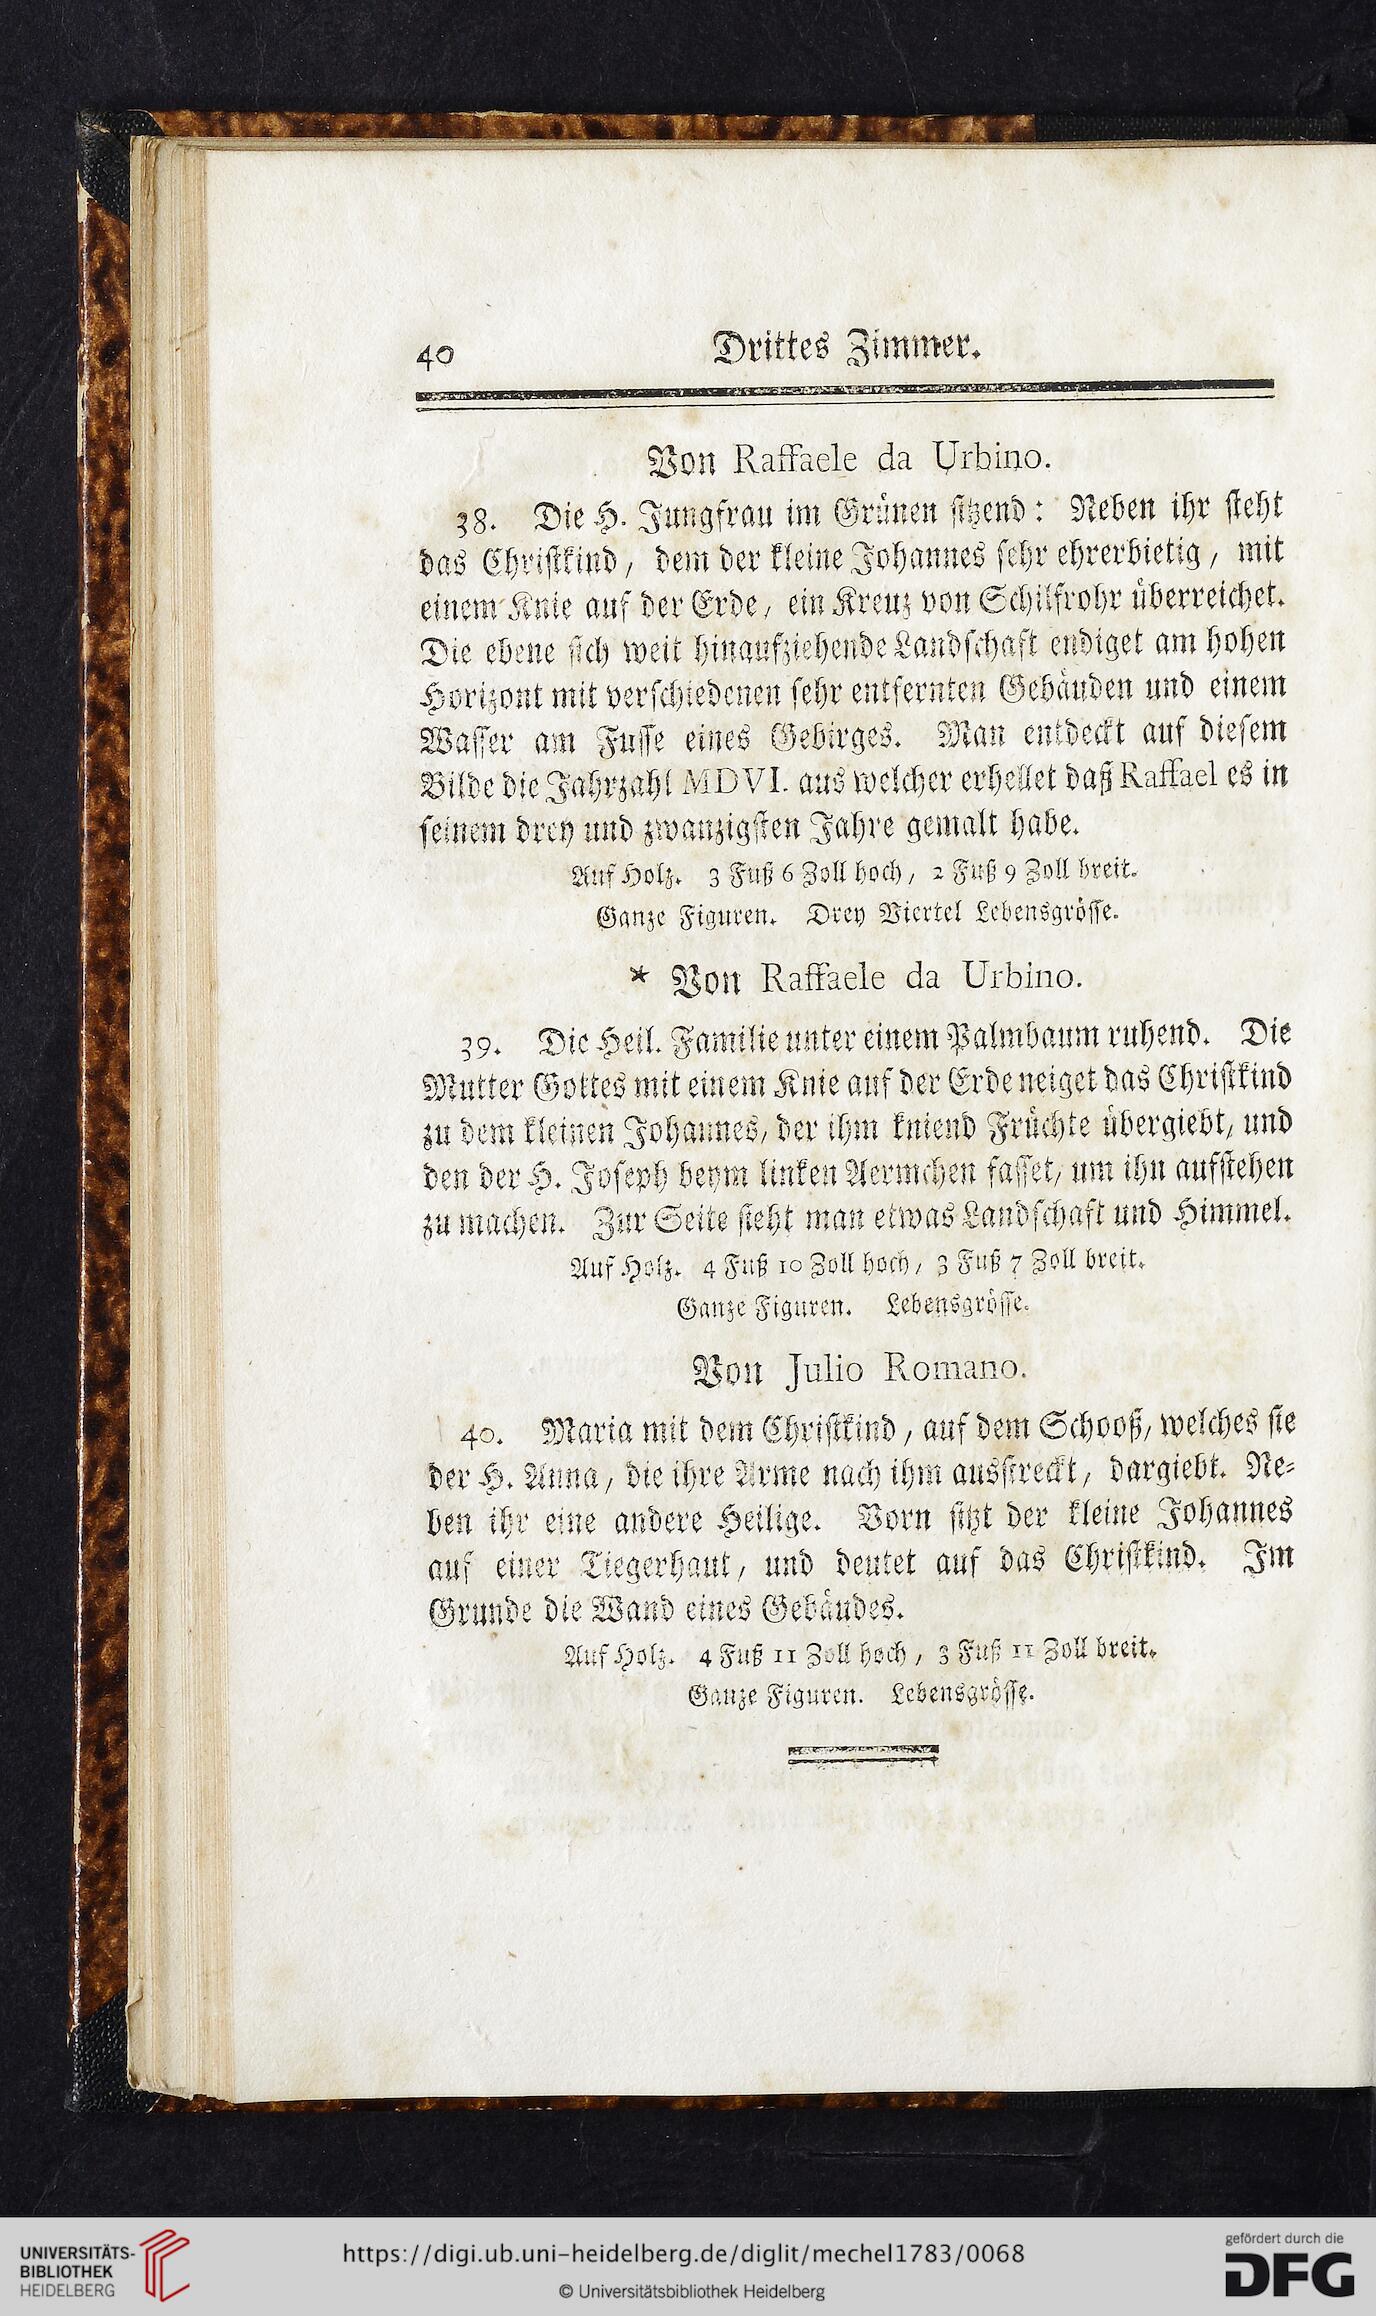 40
Drittes Zimmer.
Von Raffaele da Urbino.
38. Die H. Jungfrau im Grünen sitzend: Neben ihr steht
das Christkind, dem der kleine Johannes sehr ehrerbietig, mit
einem Knie auf der Erde, ein Kreuz von Schilfrohr überreichet.
Die ebene sich weit hinaufziehende Landschaft endiget am hohen
Horizont mit verschiedenen sehr entfernten Gebäuden und einem
Wasser am Fusse eines Gebirges. Man entdeckt auf diesem
Bilde die Jahrzahl MDVI. aus welcher erhellet daß Raffael es in
seinem drey und zwanzigsten Jahre gemalt habe.
Auf Holz. 3 Fuß 6 Zoll hoch, 2 Fuß 9 Zoll breit.
Ganze Figuren. Drey Viertel Lebensgrösse.
* Von Raffaele da Urbino.
39. Die Heil. Familie unter einem Palmbaum ruhend. Die
Mutter Gottes mit einem Knie auf der Erde neiget das Christkind
zu dem kleinen Johannes, der ihm kniend Früchte übergiebt, und
den der H. Joseph beym linken Aermchen fasset, um ihn aufstehen
zu machen. Zur Seite sieht man etwas Landschaft und Himmel.
Auf Holz. 4 Fuß 10 Zoll hoch, 3 Fuß 7 Zoll breit.
Ganze Figuren. Lebensgrösse.
Von Julio Romano.
40. Maria mit dem Christkind, auf dem Schooß, welches sie
der H. Anna, die ihre Arme nach ihm ausstreckt, dargiebt. Ne-
ben ihr eine andere Heilige. Vorn sitzt der kleine Johannes
auf einer Tiegerhaut, und deutet auf das Christkind. Im
Grunde die Wand eines Gebäudes.
Auf Holz. 4 Fuß 11 Zoll hoch, 3 Fuß 11 Zoll breit.
Ganze Figuren. Lebensgrösse.
UNIVERSITÄTS-
BIBLIOTHEK
HEIDELBERG
https://digi.ub.uni-heidelberg.de/diglit/mechel1783/0068
© Universitätsbibliothek Heidelberg
gefördert durch die
DFG